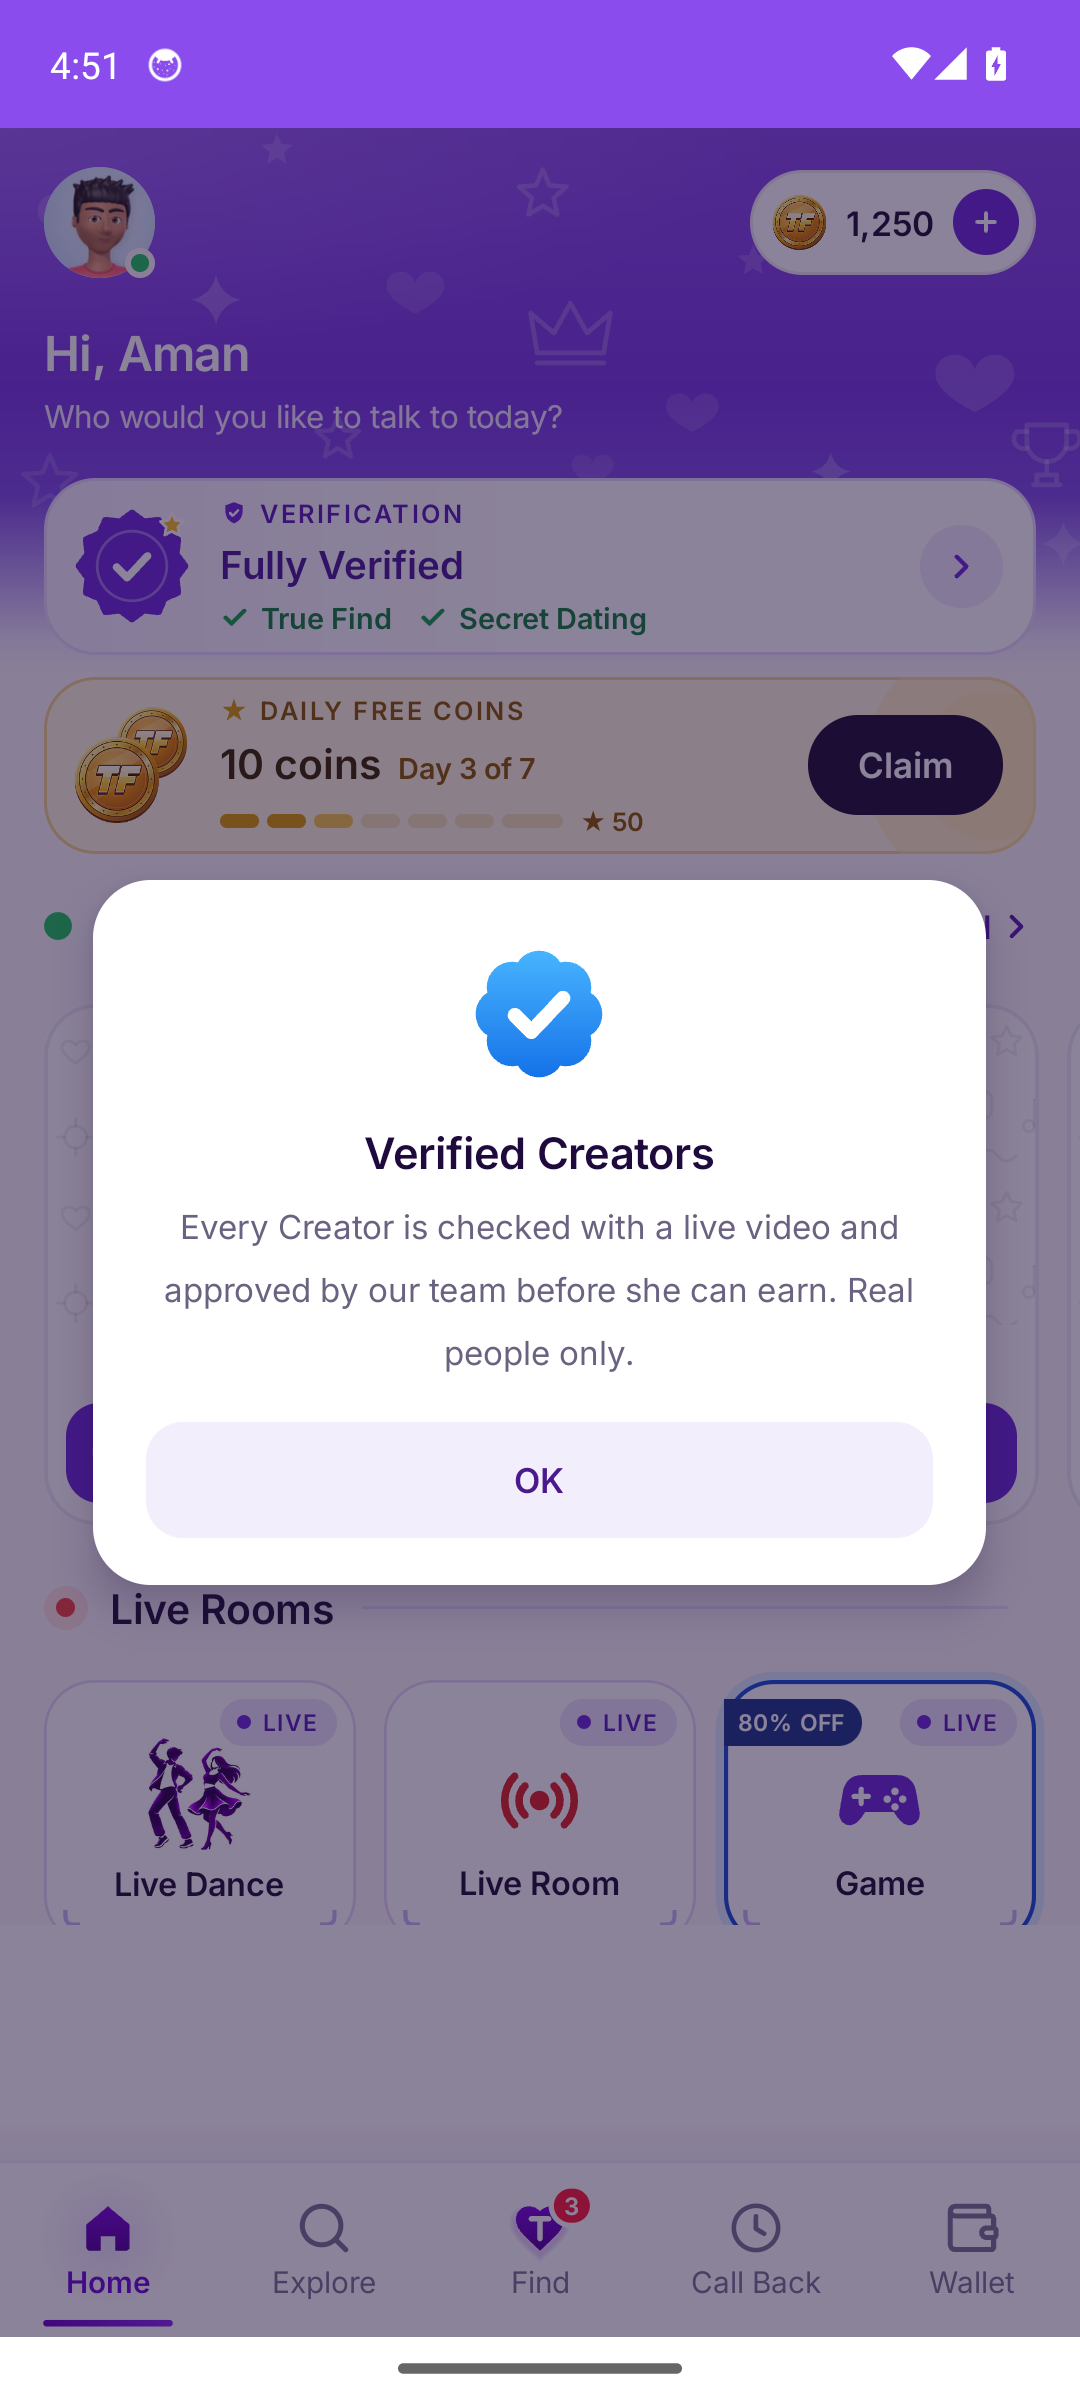 4:51
1,250
Hi, Aman
Who would you like to talk to today?
VERIFICATION
Fully Verified
True Find Secret Dating
DAILY FREE COINS
10 coins Day 3 of 7
Claim
★ 50
Verified Creators
Every Creator is checked with a live video and
approved by our team before she can earn. Real
people only.
OK
Live Rooms
LIVE
LIVE
80% OFF
LIVE
Live Dance
Live Room
Game
3
Home
Explore
Find
Call Back
Wallet